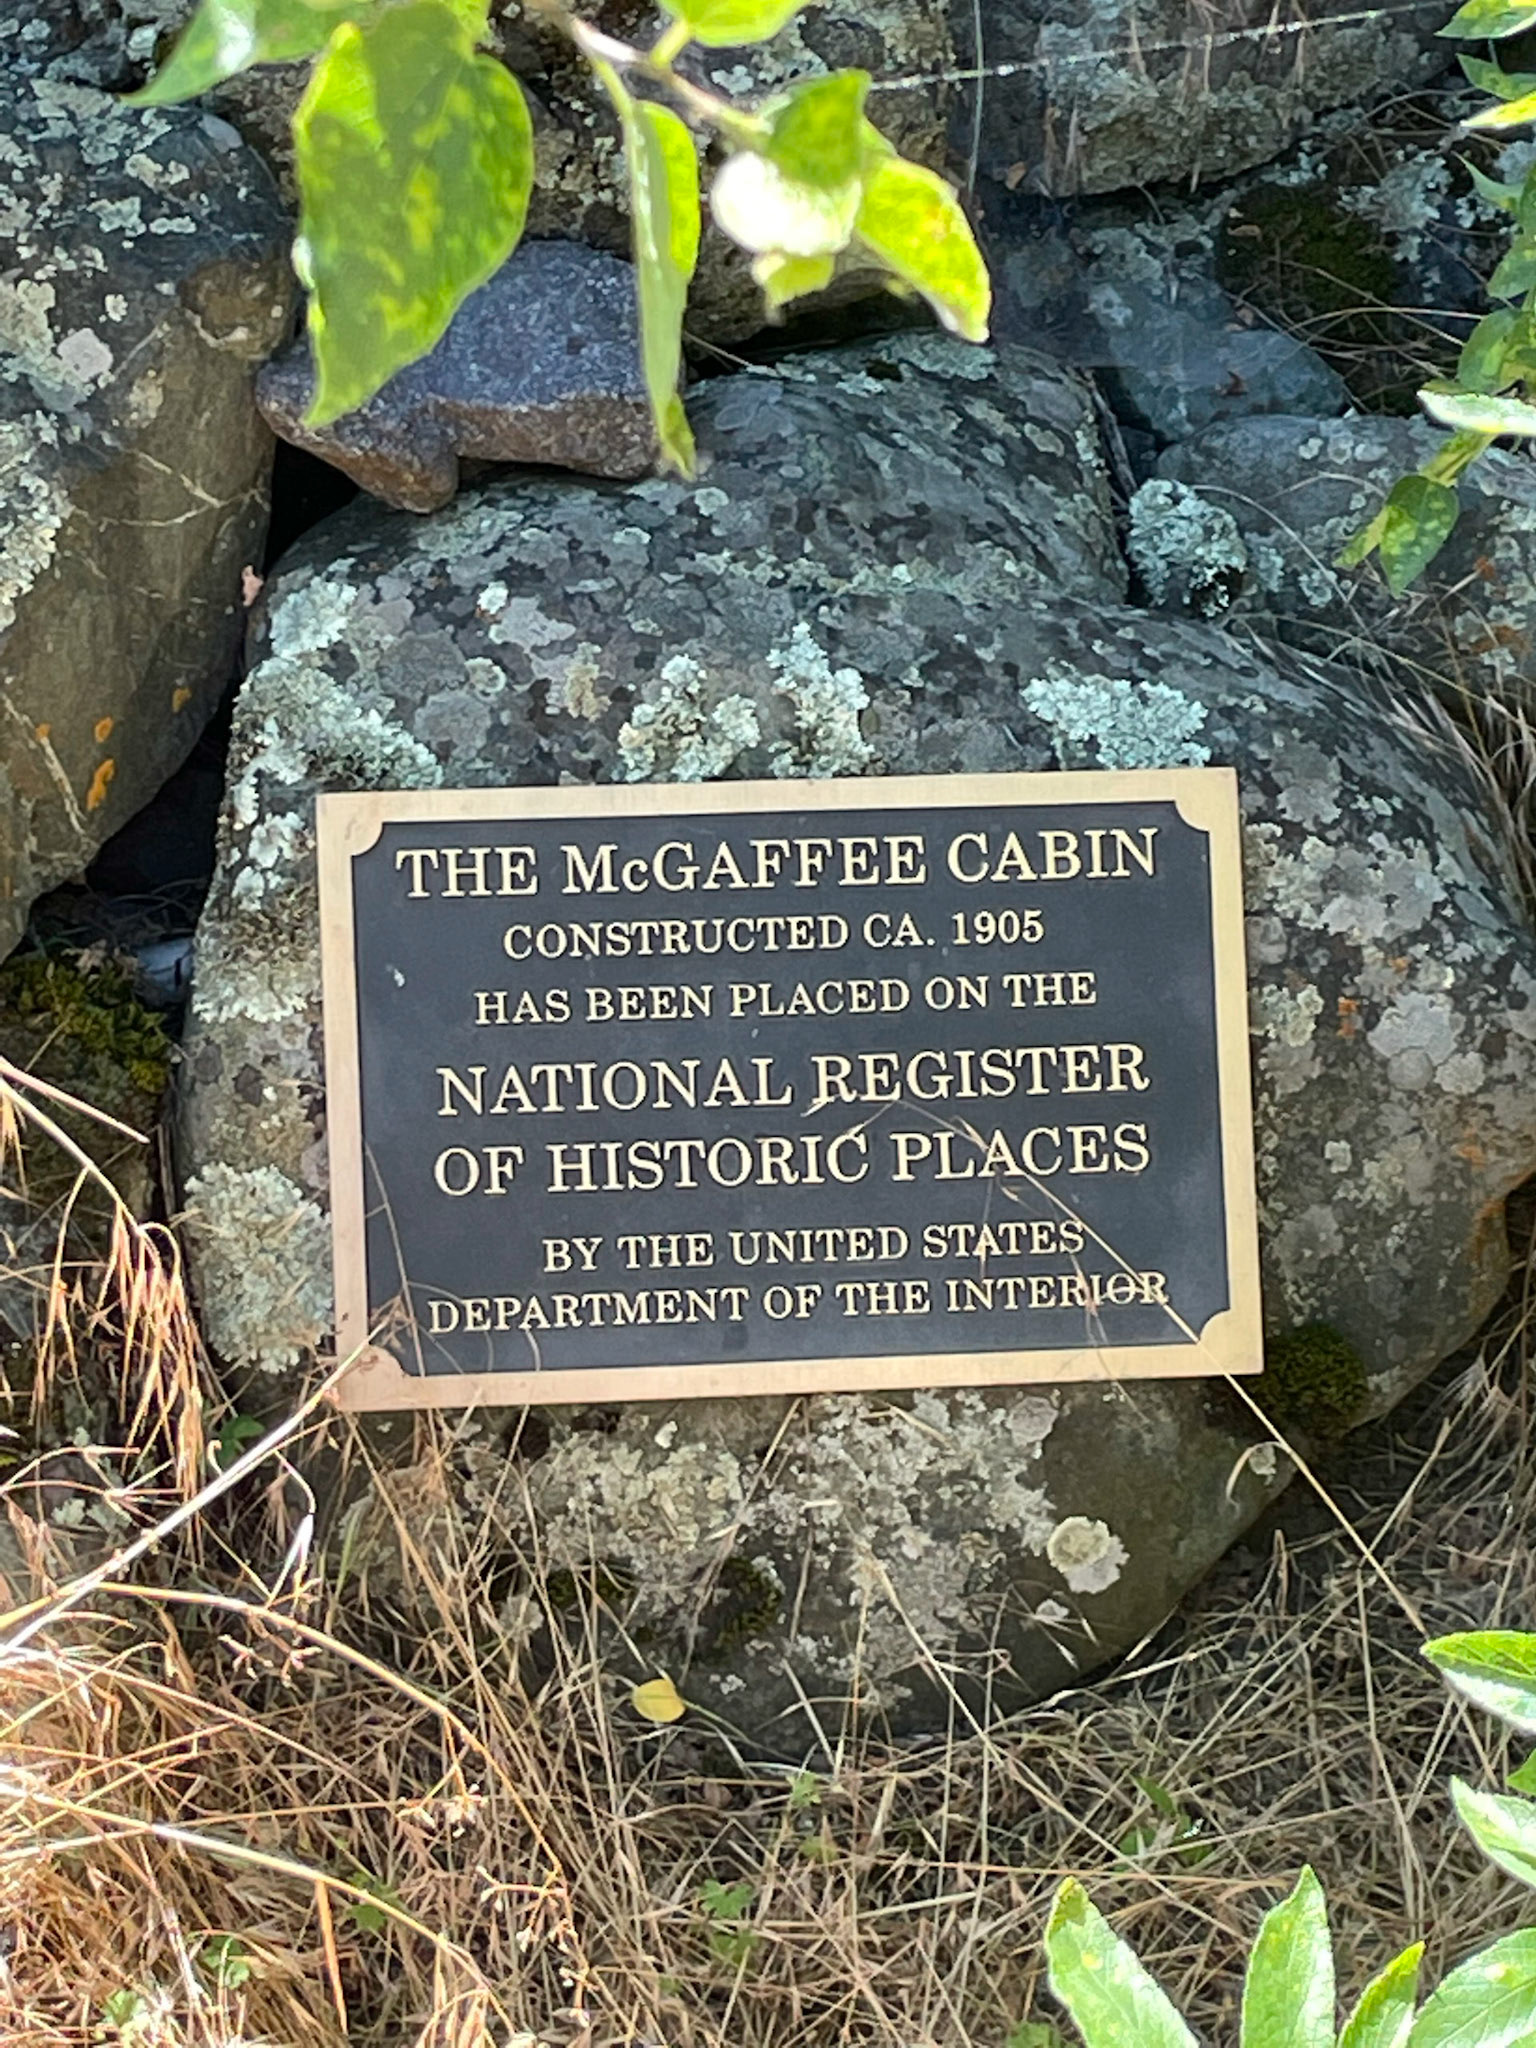 THE McGAFFEE CABIN
CONSTRUCTED CA. 1905
HAS BEEN PLACED ON THE
NATIONAL REGISTER
OF HISTORIC PLACES
BY THE UNITED STATES
DEPARTMENT OF THE INTERIOR